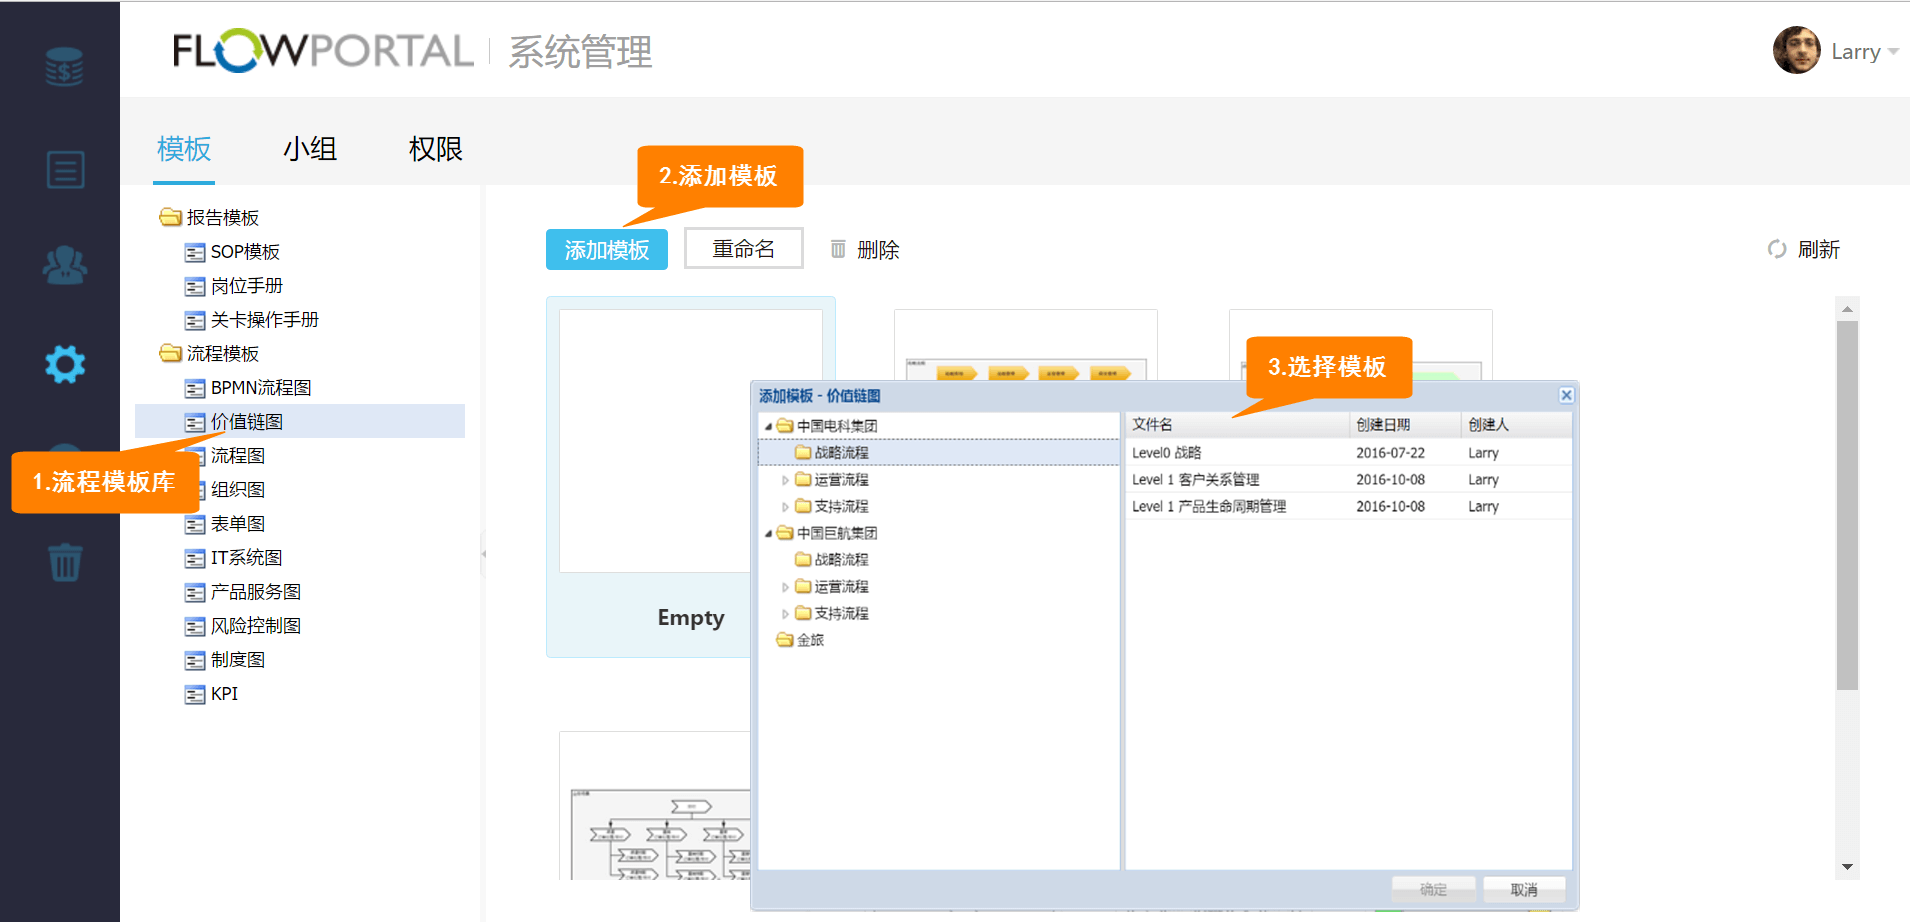 FLOWPORTAL 系统管理
Larry
模板 小组 权限
2.添加模板
报告模板
SOP模板
岗位手册
关卡操作手册
流程模板
BPMN流程图
价值链图
流程图
组织图
表单图
IT系统图
产品服务图
风险控制图
制度图
KPI
1.流程模板库
添加模板 重命名 删除 刷新
Empty
3.选择模板
添加模板 - 价值链图
中国电科集团
战略流程
运营流程
支持流程
中国巨航集团
战略流程
运营流程
支持流程
金旅
文件名 创建日期 创建人
Level0 战略 2016-07-22 Larry
Level 1 客户关系管理 2016-10-08 Larry
Level 1 产品生命周期管理 2016-10-08 Larry
确定 取消